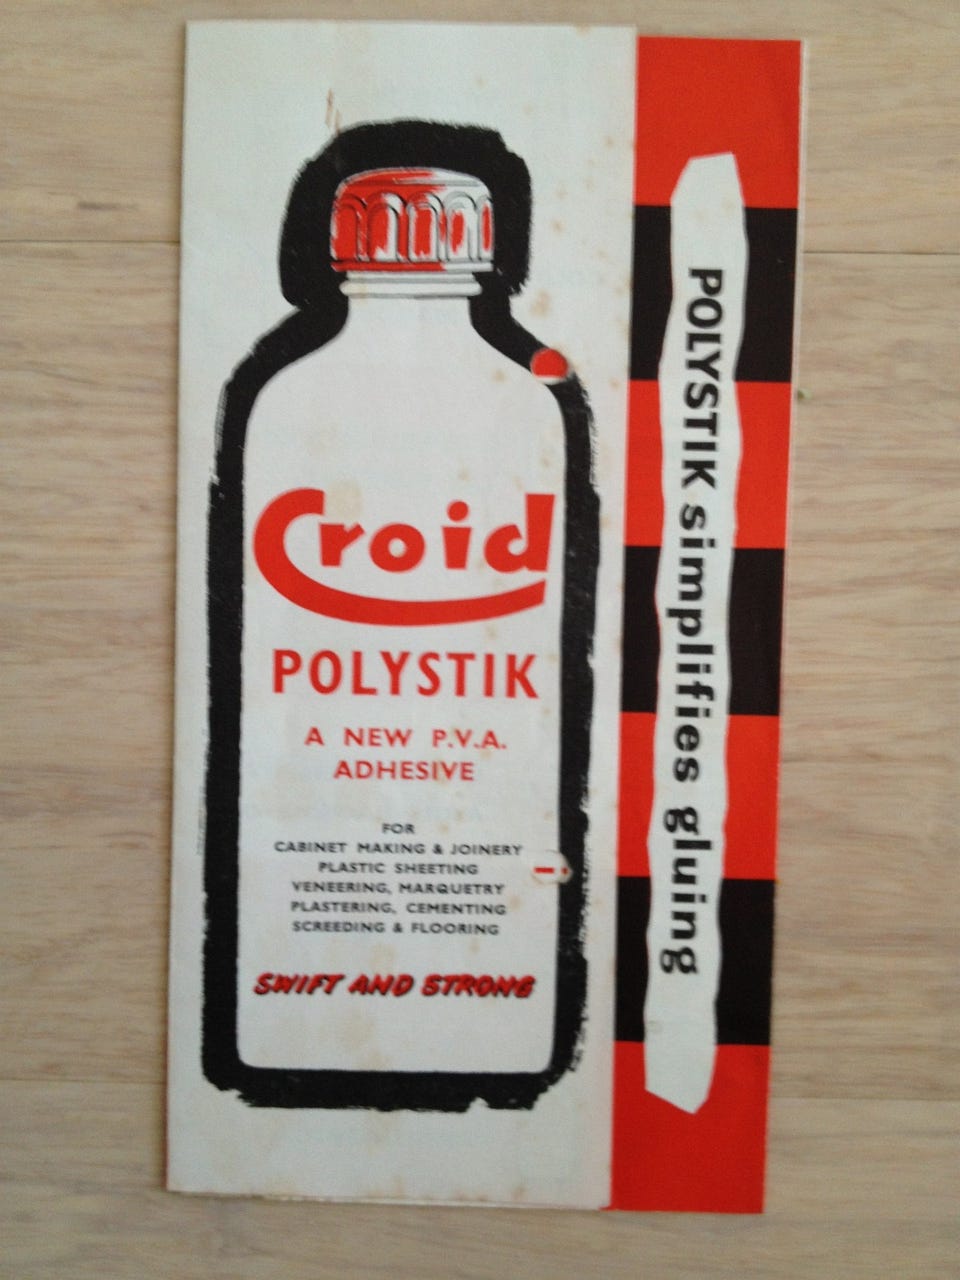 Croid
POLYSTIK
A NEW P.V.A.
ADHESIVE
FOR
CABINET MAKING & JOINERY
PLASTIC SHEETING
VENEERING, MARQUETRY
PLASTERING, CEMENTING
SCREEDING & FLOORING
SWIFT AND STRONG
POLYSTIK simplifies gluing